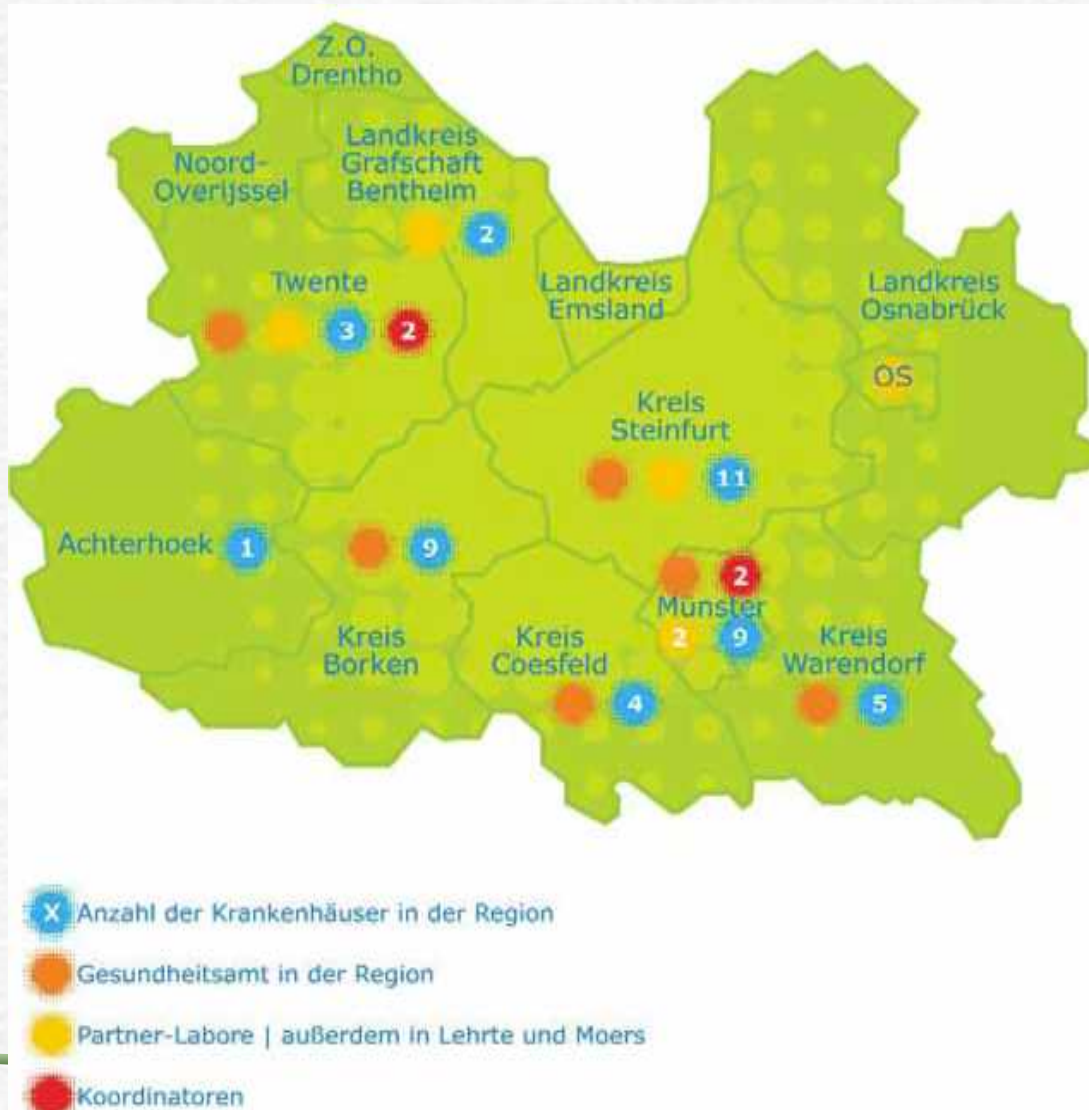 Z.O.
Drentho
Landkreis
Grafschaft
Bentheim
2
Noord-
Overijssel
Twente
3
2
Landkreis
Emsland
Landkreis
Osnabrück
OS
Kreis
Steinfurt
11
Achterhoek
1
9
Kreis
Borken
Kreis
Coesfeld
4
2
Munster
2
9
Kreis
Warendorf
5
X Anzahl der Krankenhäuser in der Region
Gesundheitsamt in der Region
Partner-Labore | außerdem in Lehrte und Moers
Koordinatoren